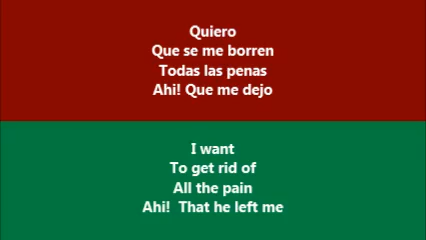 Quiero
Que se me borren
Todas las penas
Ahi! Que me dejo
I want
To get rid of
All the pain
Ahi!  That he left me